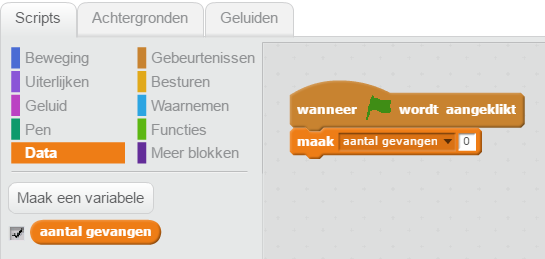 Scripts
Achtergronden
Geluiden
Beweging
Gebeurtenissen
Uiterlijken
Besturen
Geluid
Waarnemen
Pen
Functies
Data
Meer blokken
Maak een variabele
aantal gevangen
wanneer wordt aangeklikt
maak aantal gevangen 0